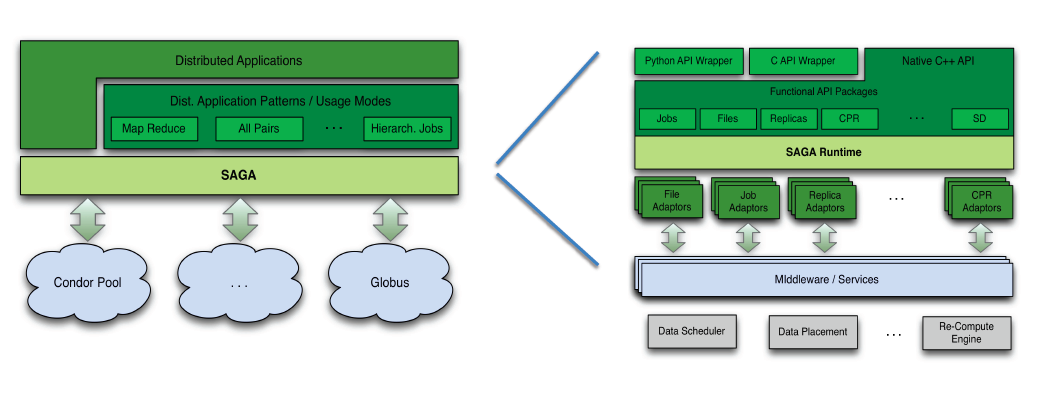 Distributed Applications
Dist. Application Patterns / Usage Modes
Map Reduce
All Pairs
. . .
Hierarch. Jobs
SAGA
Condor Pool
. . .
Globus
Python API Wrapper
C API Wrapper
Native C++ API
Functional API Packages
Jobs
Files
Replicas
CPR
. . .
SD
SAGA Runtime
File
Adaptors
Job
Adaptors
Replica
Adaptors
. . .
CPR
Adaptors
MIddleware / Services
Data Scheduler
Data Placement
. . .
Re-Compute
Engine